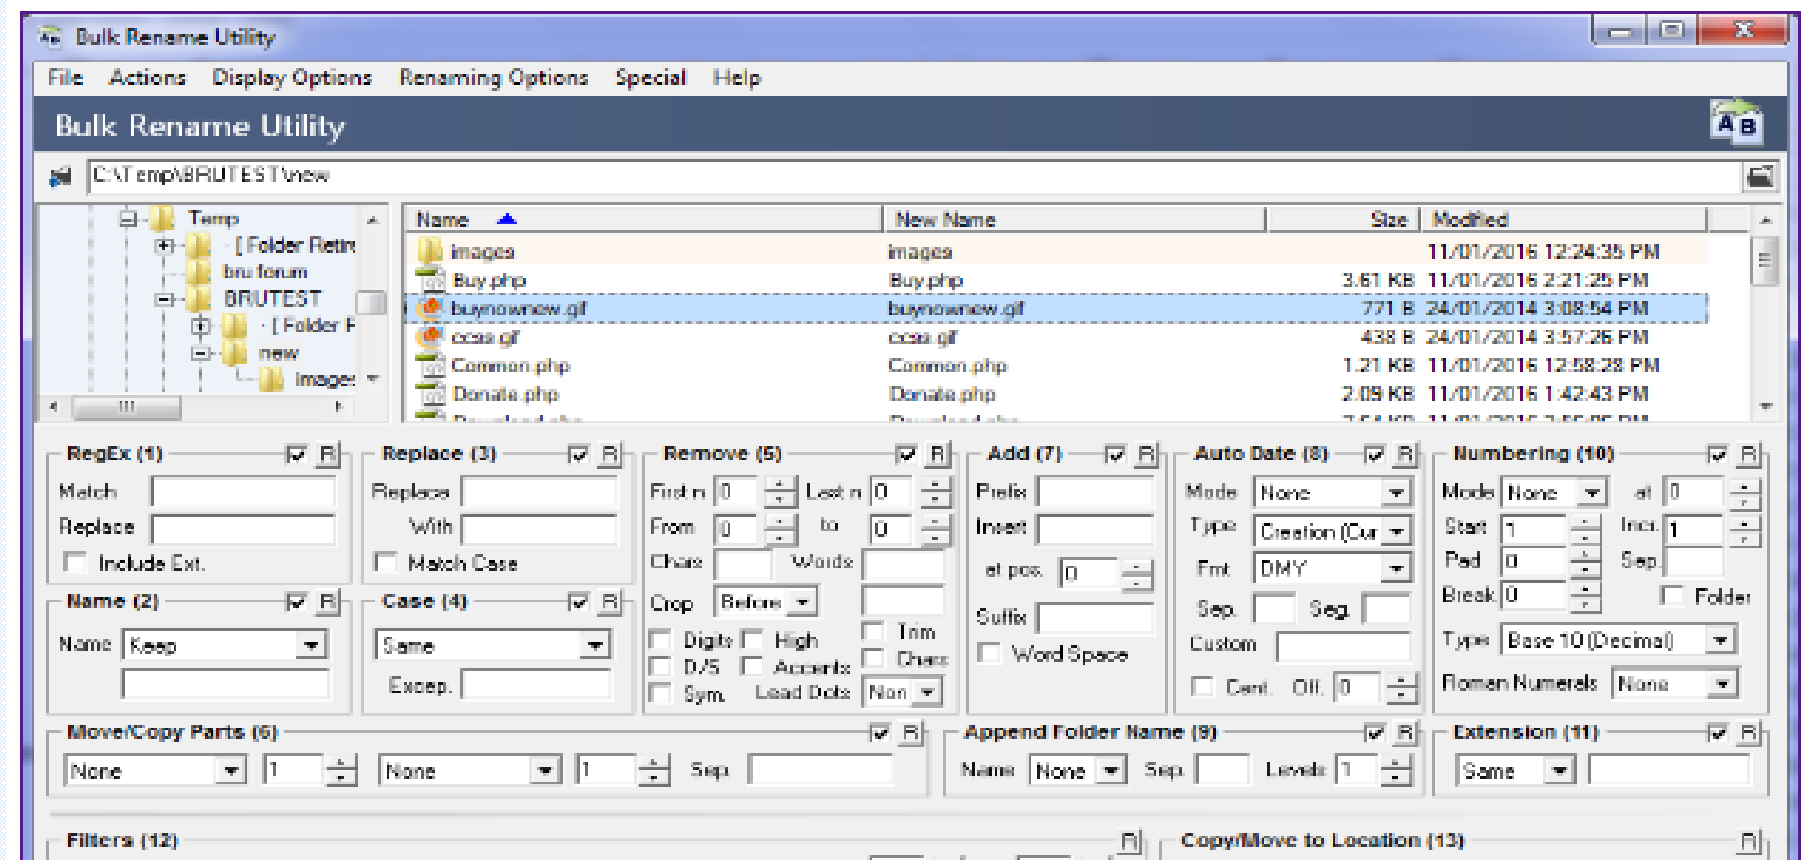 Bulk Rename Utility
File Actions Display Options Renaming Options Special Help
Bulk Rename Utility
C:\Temp\BRUTEST\new
Temp
[ Folder Retire
bru forum
BRUTEST
[ Folder F
new
images
Name New Name Size Modified
images images 11/01/2016 12:24:35 PM
Buy.php Buy.php 3.61 KB 11/01/2016 2:21:25 PM
buynownew.gif buynownew.gif 771 B 24/01/2014 3:08:54 PM
ccss.gif ccss.gif 438 B 24/01/2014 3:57:26 PM
Common.php Common.php 1.21 KB 11/01/2016 12:58:28 PM
Donate.php Donate.php 2.09 KB 11/01/2016 1:42:43 PM
RegEx (1) R
Match
Replace
Include Ext.
Name (2) R
Name Keep
Replace (3) R
Replace
With
Match Case
Case (4) R
Same
Excep.
Remove (5) R
First n 0 Last n 0
From 0 to 0
Chars Words
Crop Before
Digits High Trim
D/S Accents Chars
Sym. Lead Dots Non
Add (7) R
Prefix
Insert
at pos. 0
Suffix
Word Space
Auto Date (8) R
Mode None
Type Creation (Cur
Fmt DMY
Sep. Seg.
Custom
Cent. Off. 0
Numbering (10) R
Mode None at 0
Start 1 Incr. 1
Pad 0 Sep.
Break 0 Folder
Type Base 10 (Decimal)
Roman Numerals None
Move/Copy Parts (6) R
None 1 None 1 Sep.
Append Folder Name (9) R
Name None Sep. Levels 1
Extension (11) R
Same
Filters (12) R
Copy/Move to Location (13) R